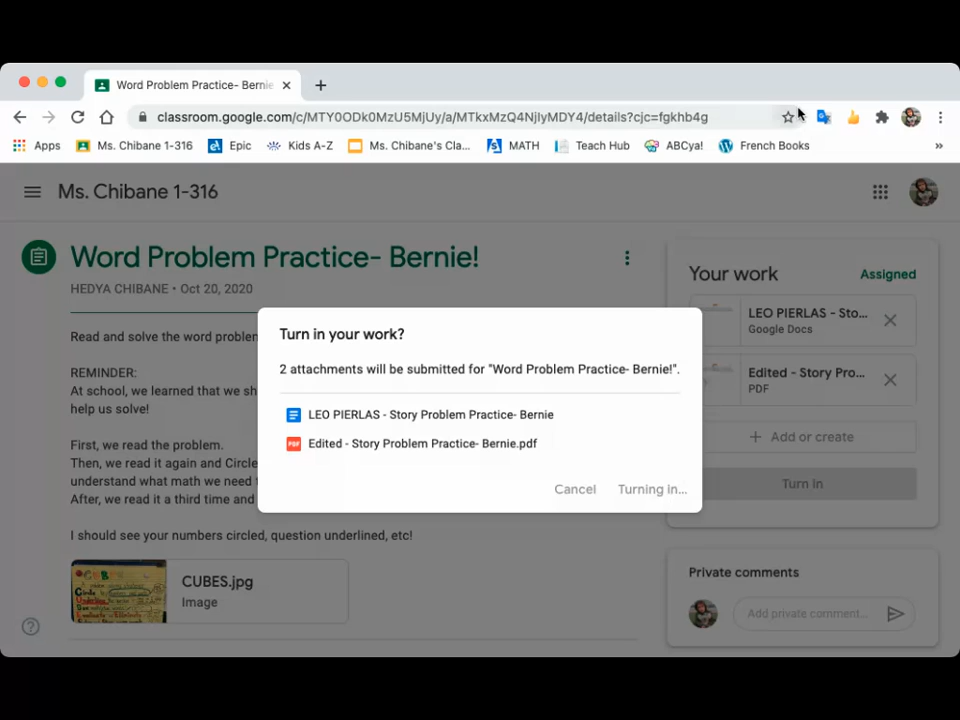 Word Problem Practice- Bernie
classroom.google.com/c/MTY0ODk0MzU5MjUy/a/MTkxMzQ4NjIyMDY4/details?cjc=fgkhb4g
Apps Ms. Chibane 1-316 Epic Kids A-Z Ms. Chibane's Cla... MATH Teach Hub ABCya! French Books »
Ms. Chibane 1-316
Word Problem Practice- Bernie!
HEDYA CHIBANE • Oct 20, 2020
Read and solve the word problem
REMINDER:
At school, we learned that we sh
help us solve!
First, we read the problem.
Then, we read it again and Circle
understand what math we need
After, we read it a third time and
I should see your numbers circled, question underlined, etc!
CUBES.jpg
Image
Turn in your work?
2 attachments will be submitted for "Word Problem Practice- Bernie!".
LEO PIERLAS - Story Problem Practice- Bernie
PDF Edited - Story Problem Practice- Bernie.pdf
Cancel Turning in...
Your work Assigned
LEO PIERLAS - Sto...
Google Docs
Edited - Story Pro...
PDF
+ Add or create
Turn in
Private comments
Add private comment...